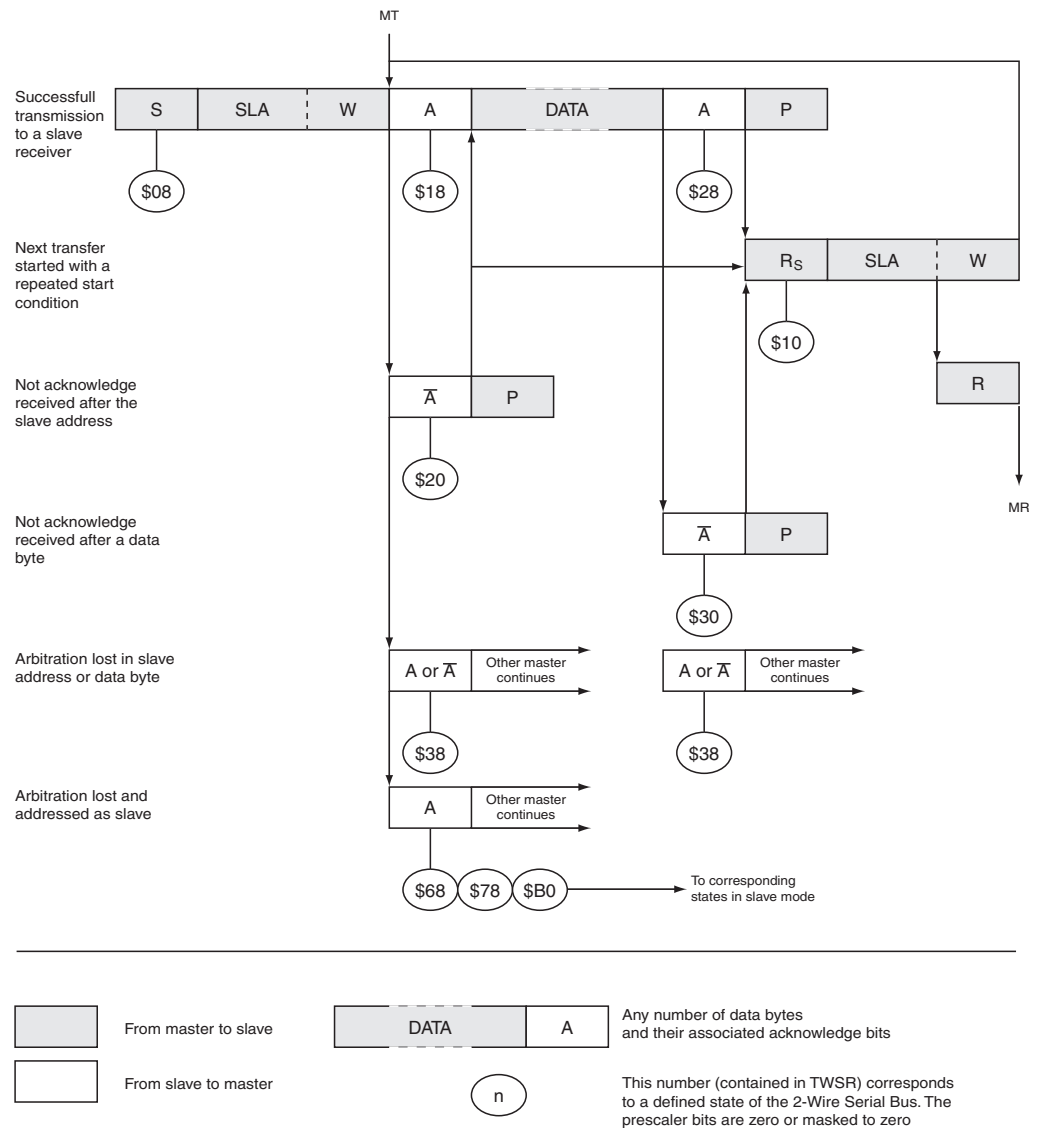 MT
Successfull
transmission
to a slave
receiver
S SLA W A DATA A P
$08 $18 $28
Next transfer
started with a
repeated start
condition
RS SLA W
$10
Not acknowledge
received after the
slave address
A̅ P
R
$20
MR
Not acknowledge
received after a data
byte
A̅ P
$30
Arbitration lost in slave
address or data byte
A or A̅
Other master
continues
A or A̅
Other master
continues
$38 $38
Arbitration lost and
addressed as slave
A
Other master
continues
$68 $78 $B0
To corresponding
states in slave mode
From master to slave
DATA A
Any number of data bytes
and their associated acknowledge bits
From slave to master
n
This number (contained in TWSR) corresponds
to a defined state of the 2-Wire Serial Bus. The
prescaler bits are zero or masked to zero